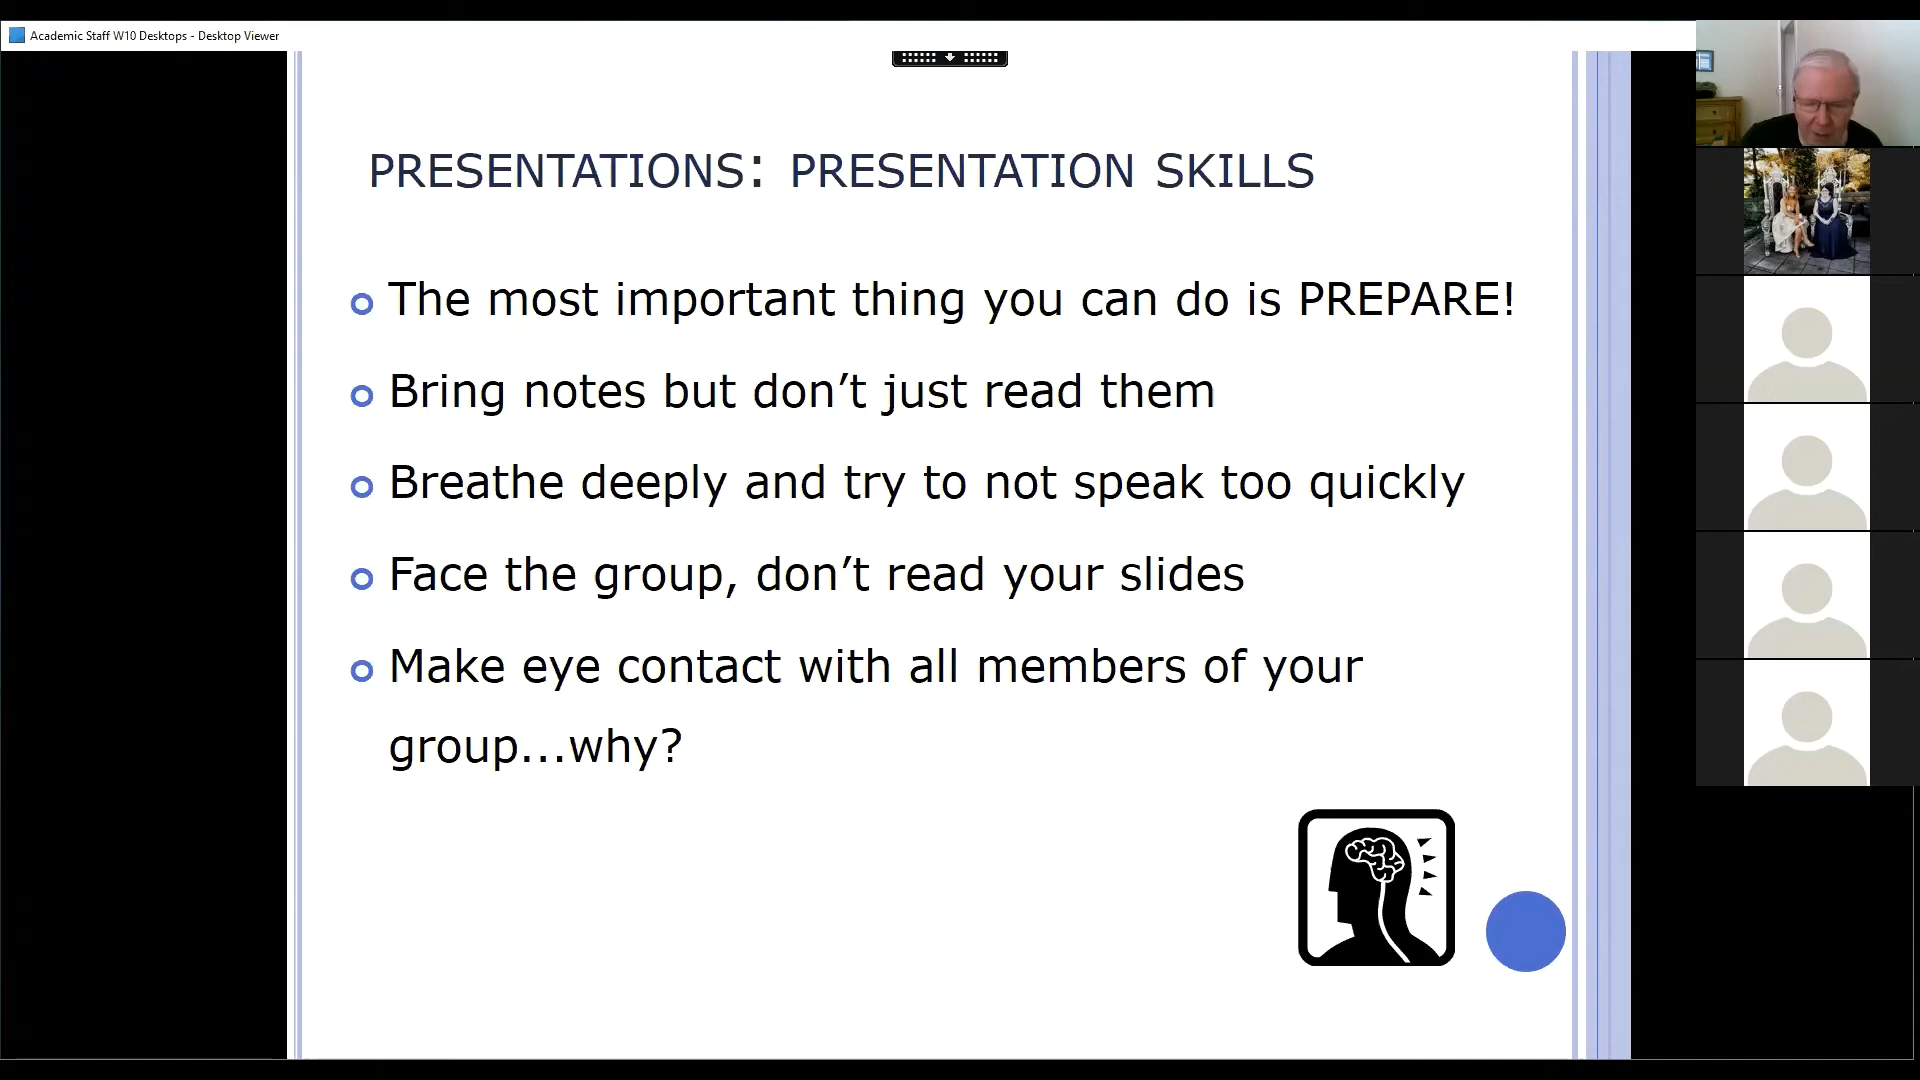 Academic Staff W10 Desktops - Desktop Viewer
PRESENTATIONS: PRESENTATION SKILLS
The most important thing you can do is PREPARE!
Bring notes but don’t just read them
Breathe deeply and try to not speak too quickly
Face the group, don’t read your slides
Make eye contact with all members of your
group...why?